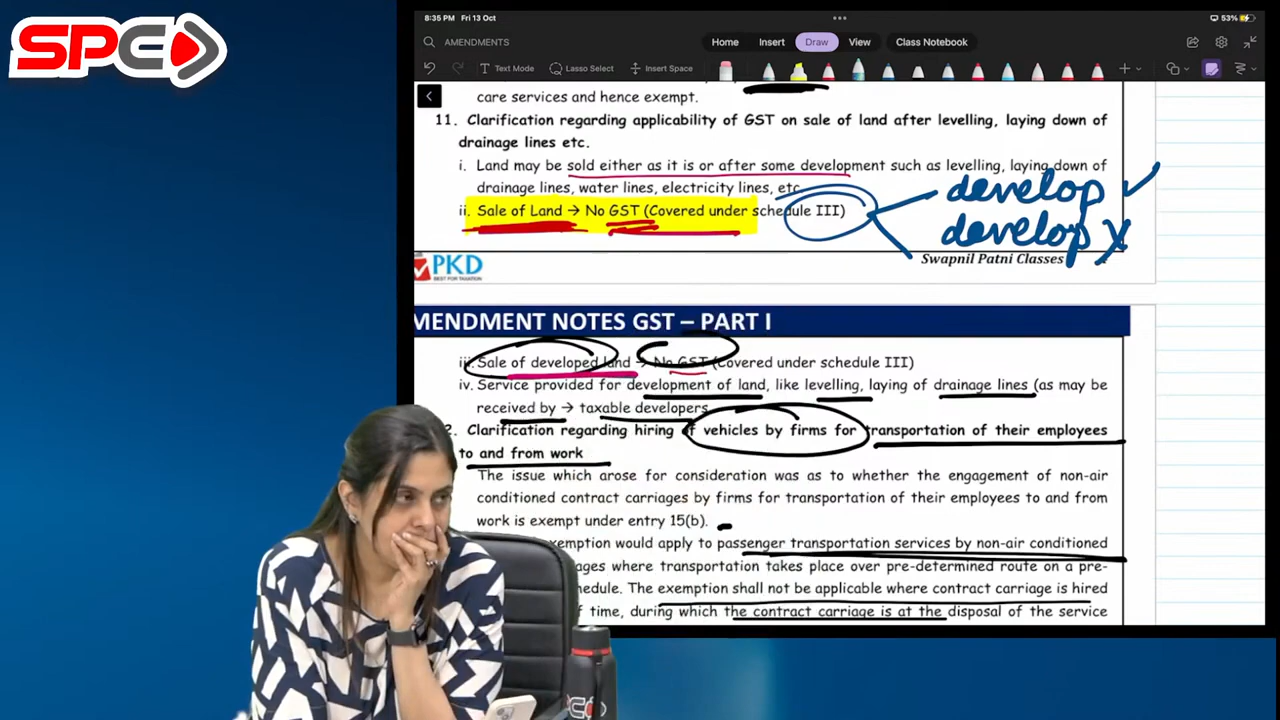 SPC
8:35 PM Fri 13 Oct
53%
AMENDMENTS
Home Insert Draw View Class Notebook
Text Mode Lasso Select Insert Space
care services and hence exempt.
11. Clarification regarding applicability of GST on sale of land after levelling, laying down of
drainage lines etc.
i. Land may be sold either as it is or after some development such as levelling, laying down of
drainage lines, water lines, electricity lines, etc
develop ✓
ii. Sale of Land → No GST (Covered under schedule III)
develop X
Swapnil Patni Classes
PKD
BEST FOR TAXATION
MENDMENT NOTES GST – PART I
iii. Sale of developed land → No GST (Covered under schedule III)
iv. Service provided for development of land, like levelling, laying of drainage lines (as may be
received by → taxable developers
2. Clarification regarding hiring of vehicles by firms for transportation of their employees
to and from work
The issue which arose for consideration was as to whether the engagement of non-air
conditioned contract carriages by firms for transportation of their employees to and from
work is exempt under entry 15(b).
exemption would apply to passenger transportation services by non-air conditioned
ages where transportation takes place over pre-determined route on a pre-
hedule. The exemption shall not be applicable where contract carriage is hired
of time, during which the contract carriage is at the disposal of the service